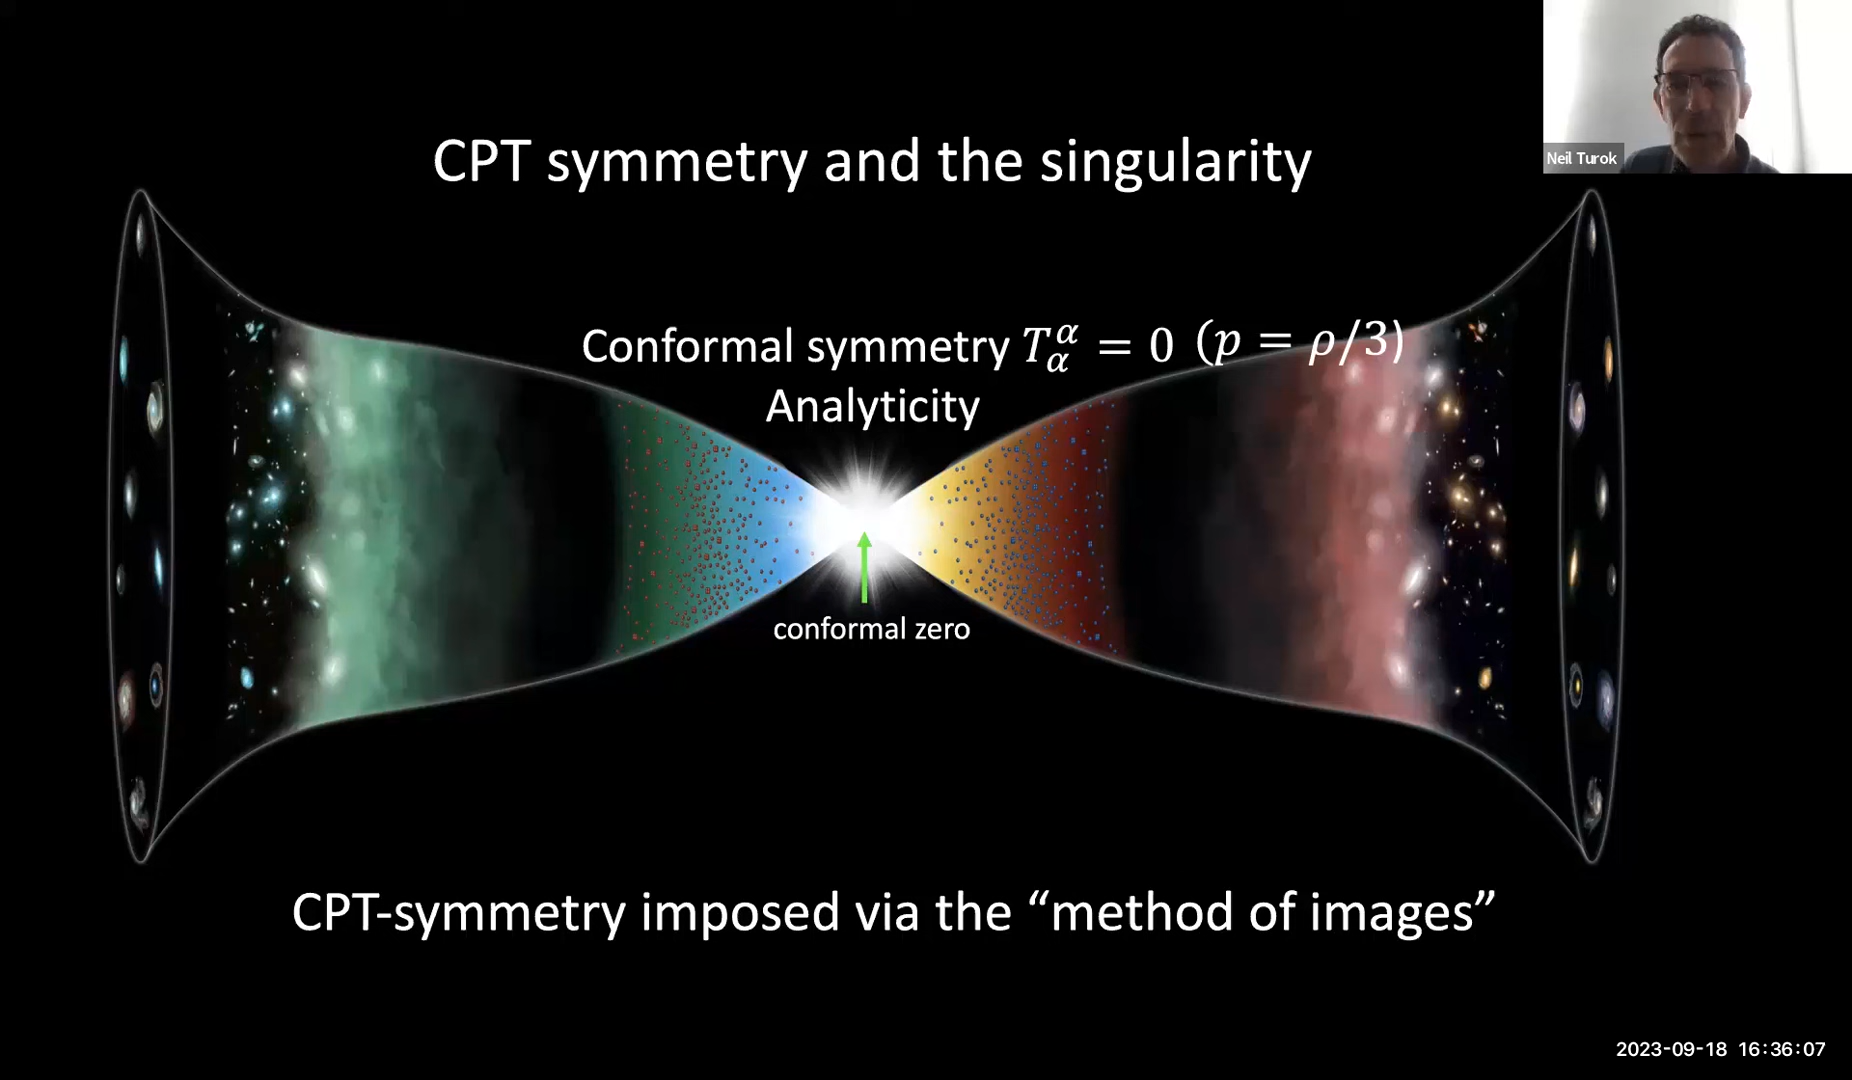 Neil Turok
CPT symmetry and the singularity
Conformal symmetry $T^{\alpha}_{\alpha} = 0$ $(p = \rho/3)$
Analyticity
conformal zero
CPT-symmetry imposed via the “method of images”
2023-09-18 16:36:07